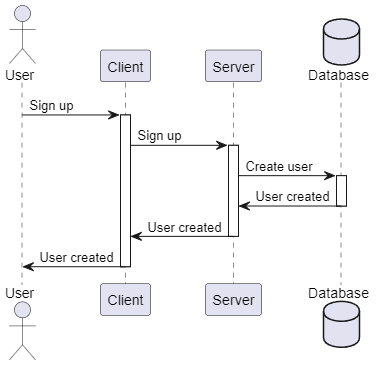 User
Client
Server
Database
Sign up
Sign up
Create user
User created
User created
User created
User
Client
Server
Database